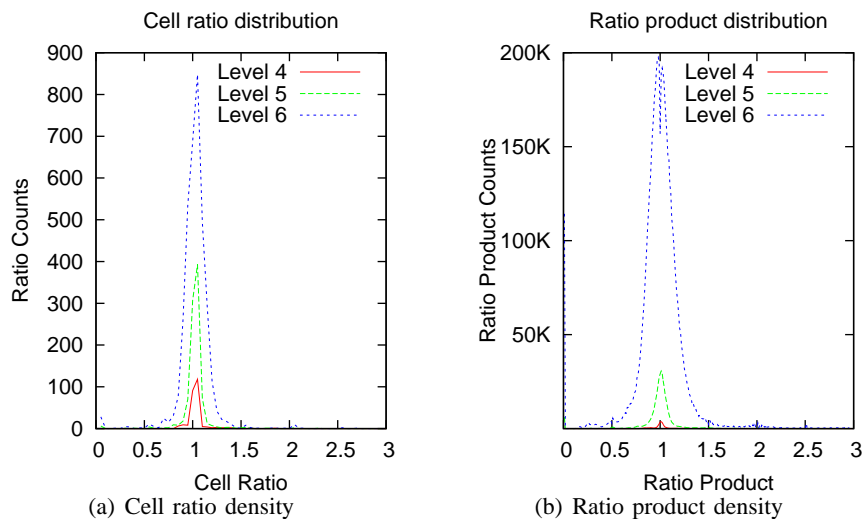 Cell ratio distribution
900
800
700
600
500
400
300
200
100
0
Ratio Counts
Level 4
Level 5
Level 6
0 0.5 1 1.5 2 2.5 3
Cell Ratio
(a) Cell ratio density
Ratio product distribution
200K
150K
100K
50K
Ratio Product Counts
Level 4
Level 5
Level 6
0 0.5 1 1.5 2 2.5 3
Ratio Product
(b) Ratio product density